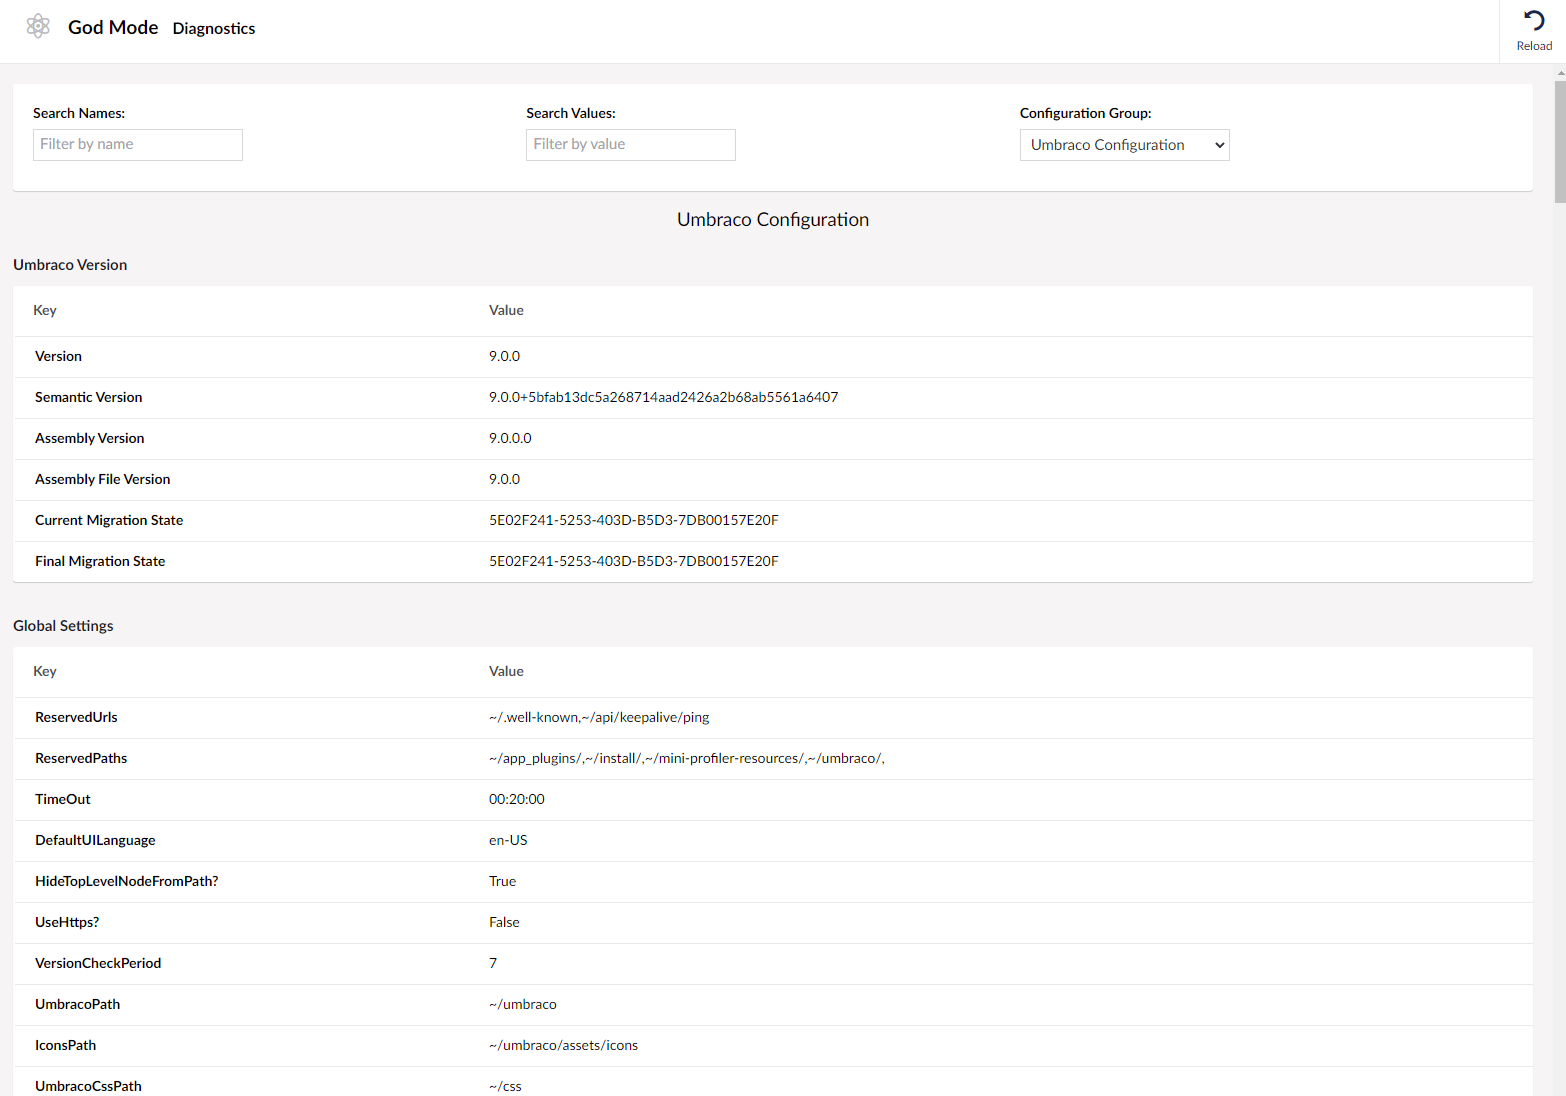 God Mode Diagnostics
Reload
Search Names: Search Values: Configuration Group:
Filter by name Filter by value Umbraco Configuration
Umbraco Configuration
Umbraco Version
Key Value
Version 9.0.0
Semantic Version 9.0.0+5bfab13dc5a268714aad2426a2b68ab5561a6407
Assembly Version 9.0.0.0
Assembly File Version 9.0.0
Current Migration State 5E02F241-5253-403D-B5D3-7DB00157E20F
Final Migration State 5E02F241-5253-403D-B5D3-7DB00157E20F
Global Settings
Key Value
ReservedUrls ~/.well-known,~/api/keepalive/ping
ReservedPaths ~/app_plugins/,~/install/,~/mini-profiler-resources/,~/umbraco/,
TimeOut 00:20:00
DefaultUILanguage en-US
HideTopLevelNodeFromPath? True
UseHttps? False
VersionCheckPeriod 7
UmbracoPath ~/umbraco
IconsPath ~/umbraco/assets/icons
UmbracoCssPath ~/css